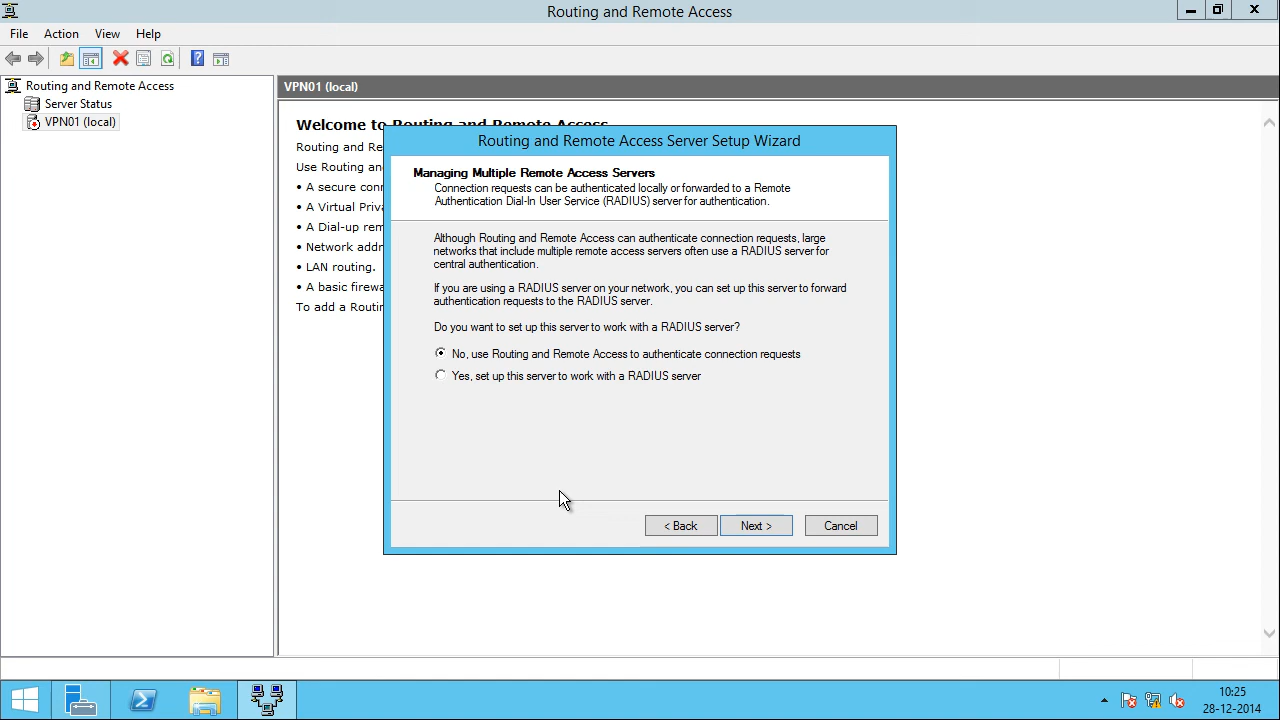 Routing and Remote Access
File Action View Help
Routing and Remote Access
Server Status
VPN01 (local)
VPN01 (local)
Welcome to Routing and Remote Access
Routing and Re
Use Routing an
• A secure conn
• A Virtual Priva
• A Dial-up rem
• Network addr
• LAN routing.
• A basic firewa
To add a Routin
Routing and Remote Access Server Setup Wizard
Managing Multiple Remote Access Servers
Connection requests can be authenticated locally or forwarded to a Remote
Authentication Dial-In User Service (RADIUS) server for authentication.
Although Routing and Remote Access can authenticate connection requests, large
networks that include multiple remote access servers often use a RADIUS server for
central authentication.
If you are using a RADIUS server on your network, you can set up this server to forward
authentication requests to the RADIUS server.
Do you want to set up this server to work with a RADIUS server?
No, use Routing and Remote Access to authenticate connection requests
Yes, set up this server to work with a RADIUS server
< Back Next > Cancel
10:25
28-12-2014